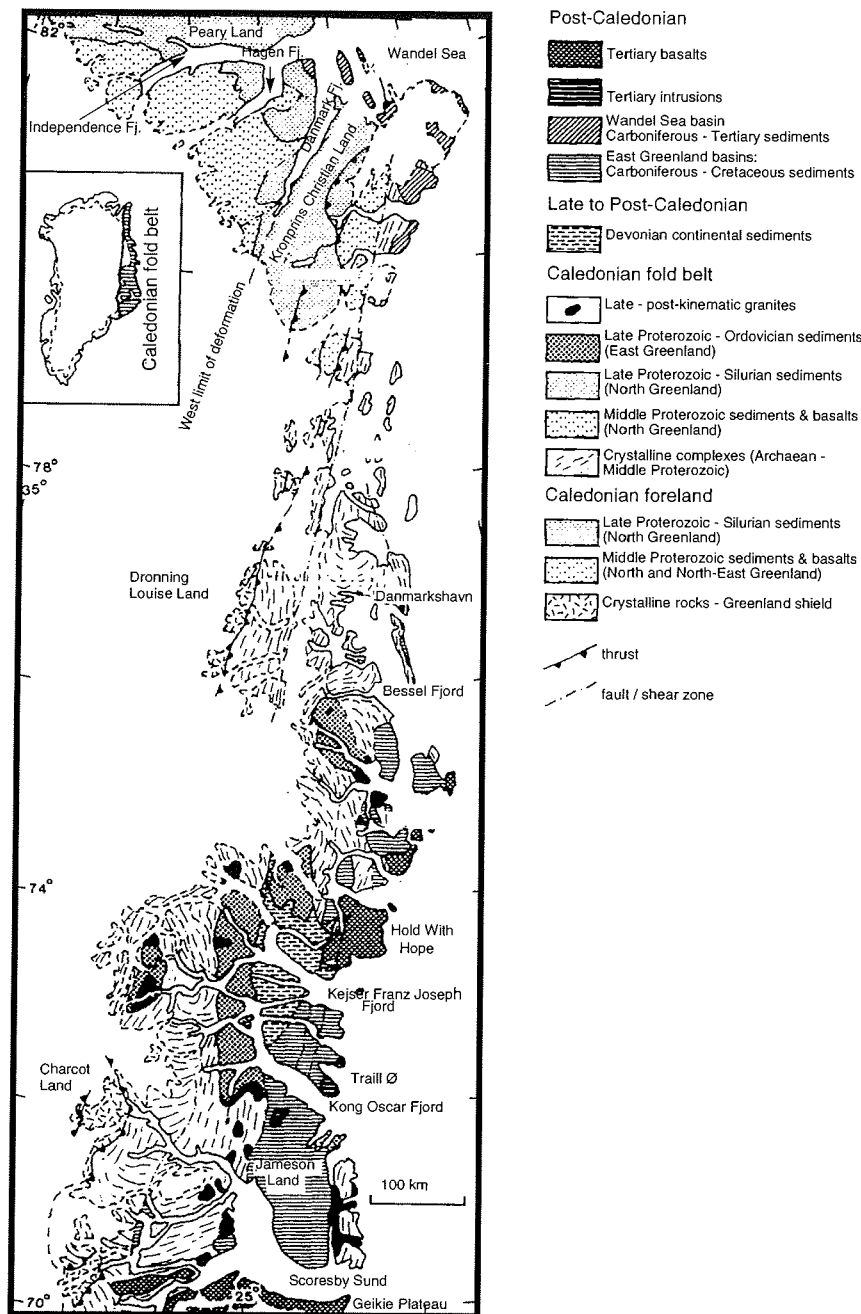 82°
Peary Land
Hagen Fj.
Wandel Sea
Independence Fj.
Danmark Fj.
Kronprins Christian Land
Caledonian fold belt
West limit of deformation
78°
35°
Dronning
Louise Land
Danmarkshavn
Bessel Fjord
74°
Hold With
Hope
Kejser Franz Joseph
Fjord
Charcot
Land
Traill Ø
Kong Oscar Fjord
Jameson
Land
100 km
Scoresby Sund
70°
25°
Geikie Plateau
Post-Caledonian
Tertiary basalts
Tertiary intrusions
Wandel Sea basin
Carboniferous - Tertiary sediments
East Greenland basins:
Carboniferous - Cretaceous sediments
Late to Post-Caledonian
Devonian continental sediments
Caledonian fold belt
Late - post-kinematic granites
Late Proterozoic - Ordovician sediments
(East Greenland)
Late Proterozoic - Silurian sediments
(North Greenland)
Middle Proterozoic sediments & basalts
(North Greenland)
Crystalline complexes (Archaean -
Middle Proterozoic)
Caledonian foreland
Late Proterozoic - Silurian sediments
(North Greenland)
Middle Proterozoic sediments & basalts
(North and North-East Greenland)
Crystalline rocks - Greenland shield
thrust
fault / shear zone